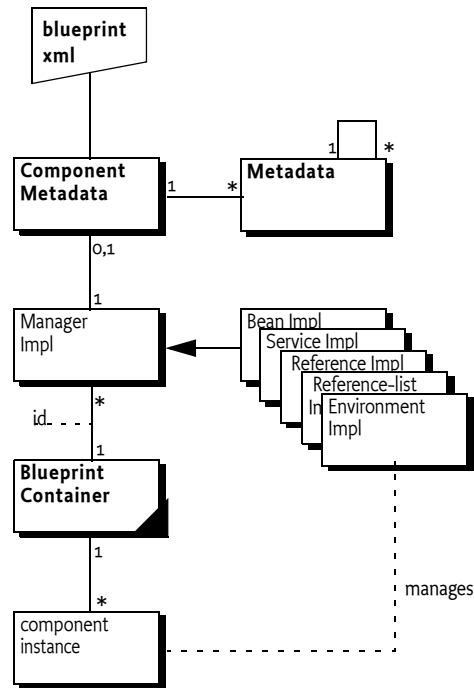 blueprint
xml
Component
Metadata
1
*
Metadata
1
*
0,1
1
Manager
Impl
Bean Impl
Service Impl
Reference Impl
Reference-list
Environment
Impl
*
id
1
Blueprint
Container
1
manages
*
component
instance